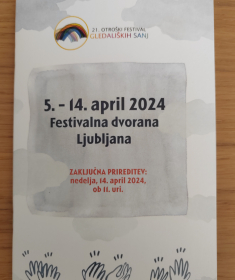 21. OTROŠKI FESTIVAL
GLEDALIŠKIH SANJ
5. – 14. april 2024
Festivalna dvorana
Ljubljana
ZAKLJUČNA PRIREDITEV:
nedelja, 14. april 2024,
ob 11. uri.